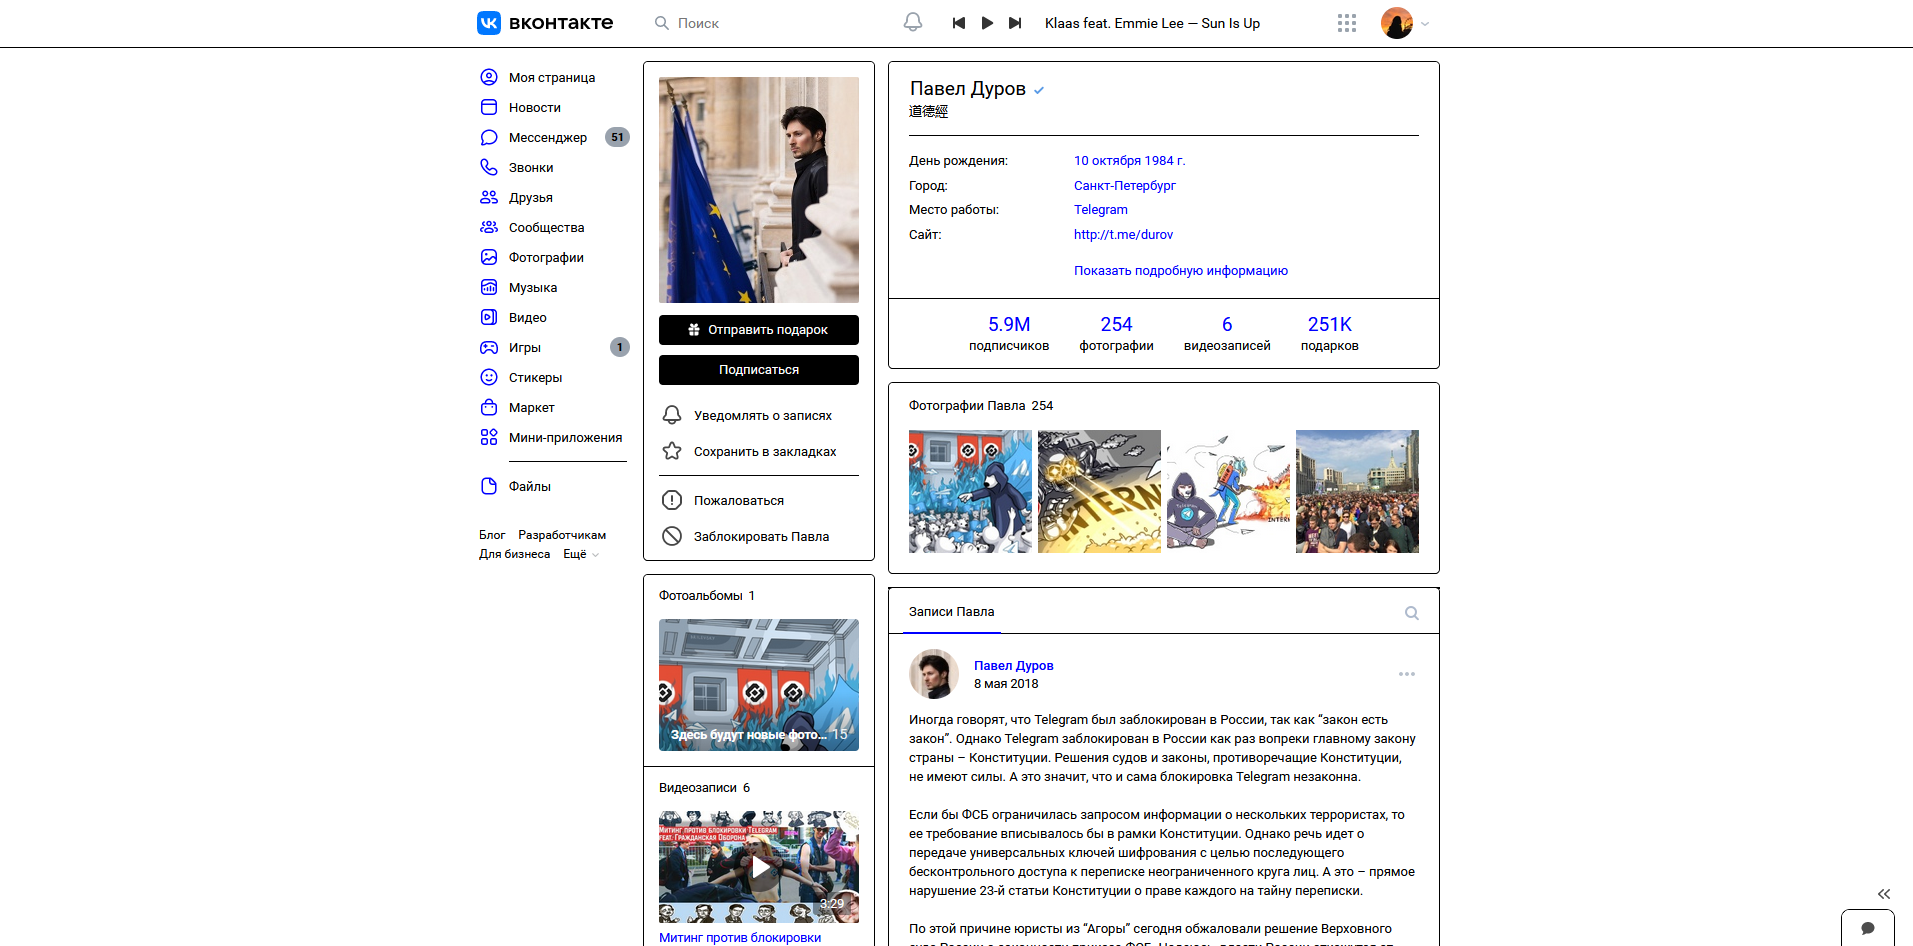 вконтакте
Поиск
Klaas feat. Emmie Lee — Sun Is Up
Моя страница
Новости
Мессенджер 51
Звонки
Друзья
Сообщества
Фотографии
Музыка
Видео
Игры 1
Стикеры
Маркет
Мини-приложения
Файлы
Блог Разработчикам
Для бизнеса Ещё
Отправить подарок
Подписаться
Уведомлять о записях
Сохранить в закладках
Пожаловаться
Заблокировать Павла
Фотоальбомы 1
Здесь будут новые фото... 15
Видеозаписи 6
Митинг против блокировки Telegram
feat. Гражданская Оборона
3:29
Митинг против блокировки
Павел Дуров
道德經
День рождения: 10 октября 1984 г.
Город: Санкт-Петербург
Место работы: Telegram
Сайт: http://t.me/durov
Показать подробную информацию
5.9M 254 6 251K
подписчиков фотографии видеозаписей подарков
Фотографии Павла 254
INTERN
INTERN
Записи Павла
Павел Дуров
8 мая 2018
Иногда говорят, что Telegram был заблокирован в России, так как “закон есть
закон”. Однако Telegram заблокирован в России как раз вопреки главному закону
страны – Конституции. Решения судов и законы, противоречащие Конституции,
не имеют силы. А это значит, что и сама блокировка Telegram незаконна.
Если бы ФСБ ограничилась запросом информации о нескольких террористах, то
ее требование вписывалось бы в рамки Конституции. Однако речь идет о
передаче универсальных ключей шифрования с целью последующего
бесконтрольного доступа к переписке неограниченного круга лиц. А это – прямое
нарушение 23-й статьи Конституции о праве каждого на тайну переписки.
По этой причине юристы из “Агоры” сегодня обжаловали решение Верховного